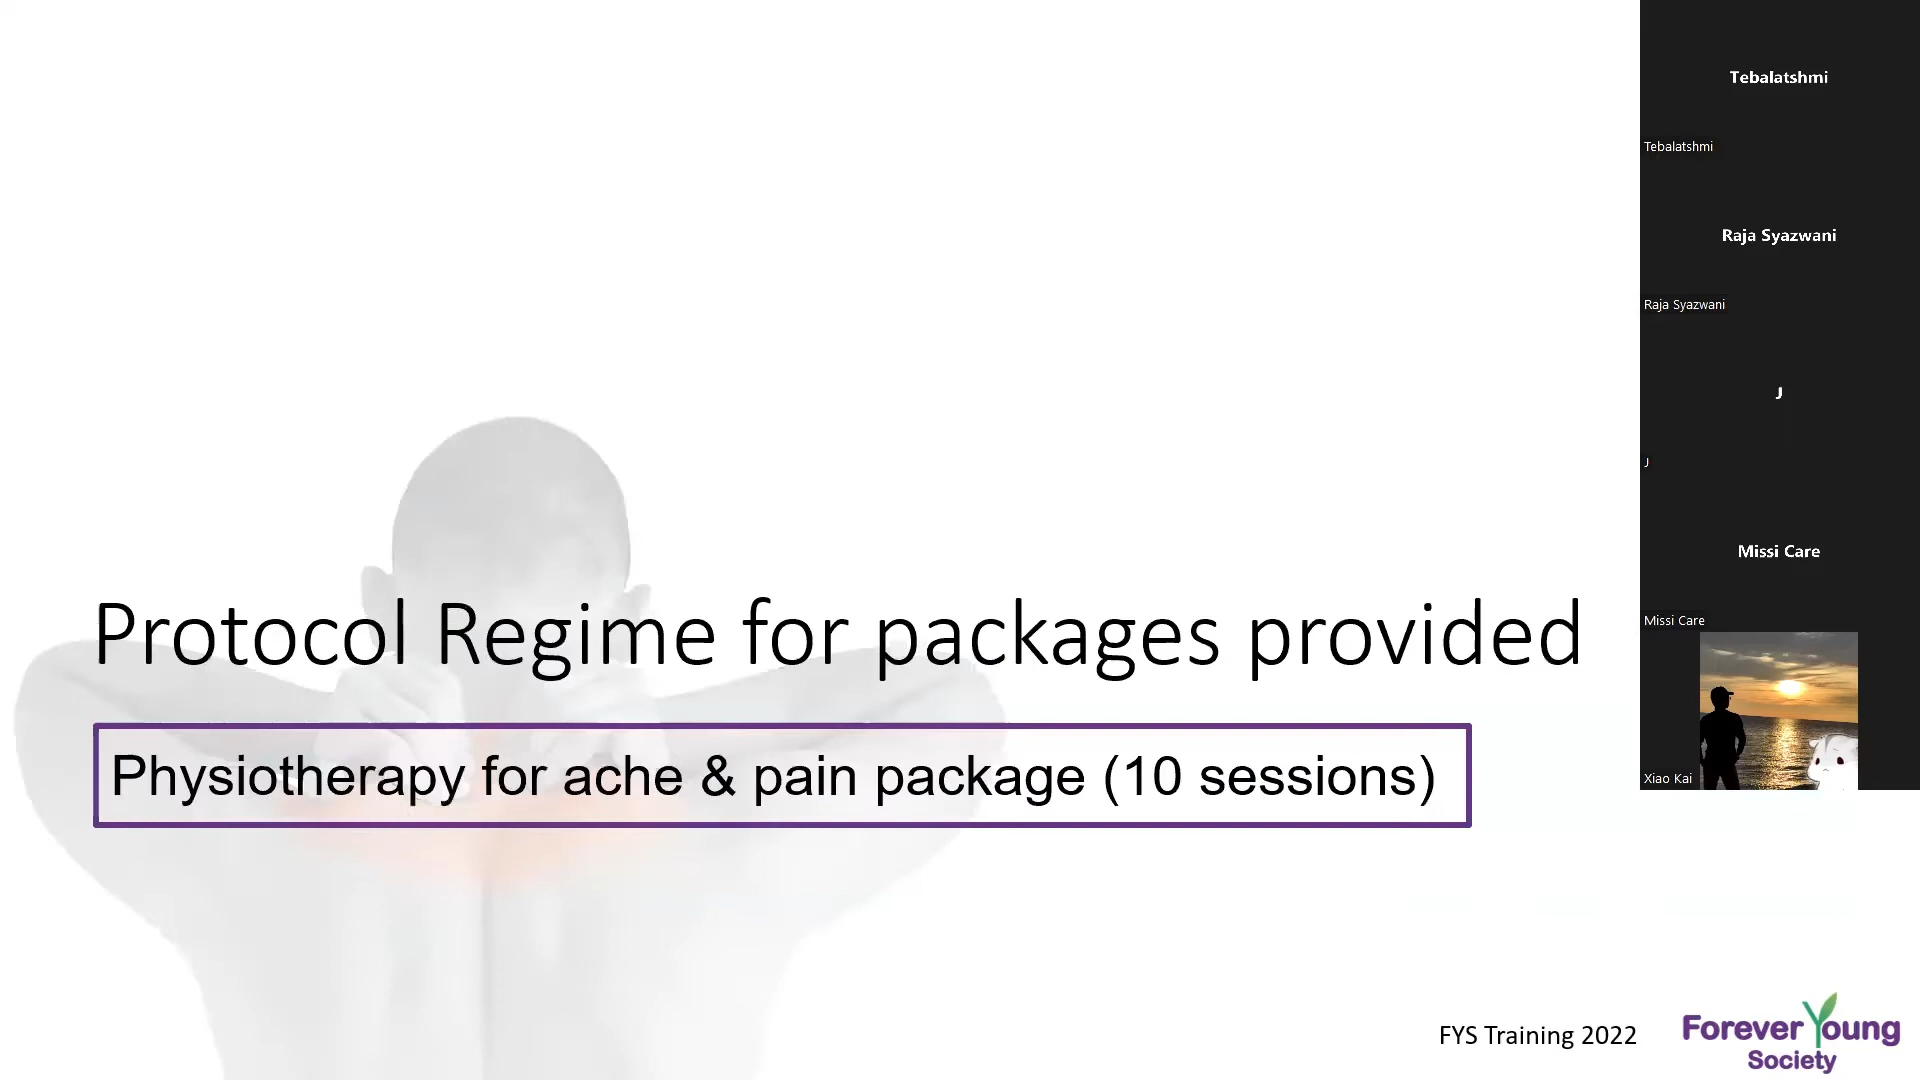 Protocol Regime for packages provided
Physiotherapy for ache & pain package (10 sessions)
FYS Training 2022
Forever Young
Society
Tebalatshmi
Tebalatshmi
Raja Syazwani
Raja Syazwani
J
J
Missi Care
Missi Care
Xiao Kai